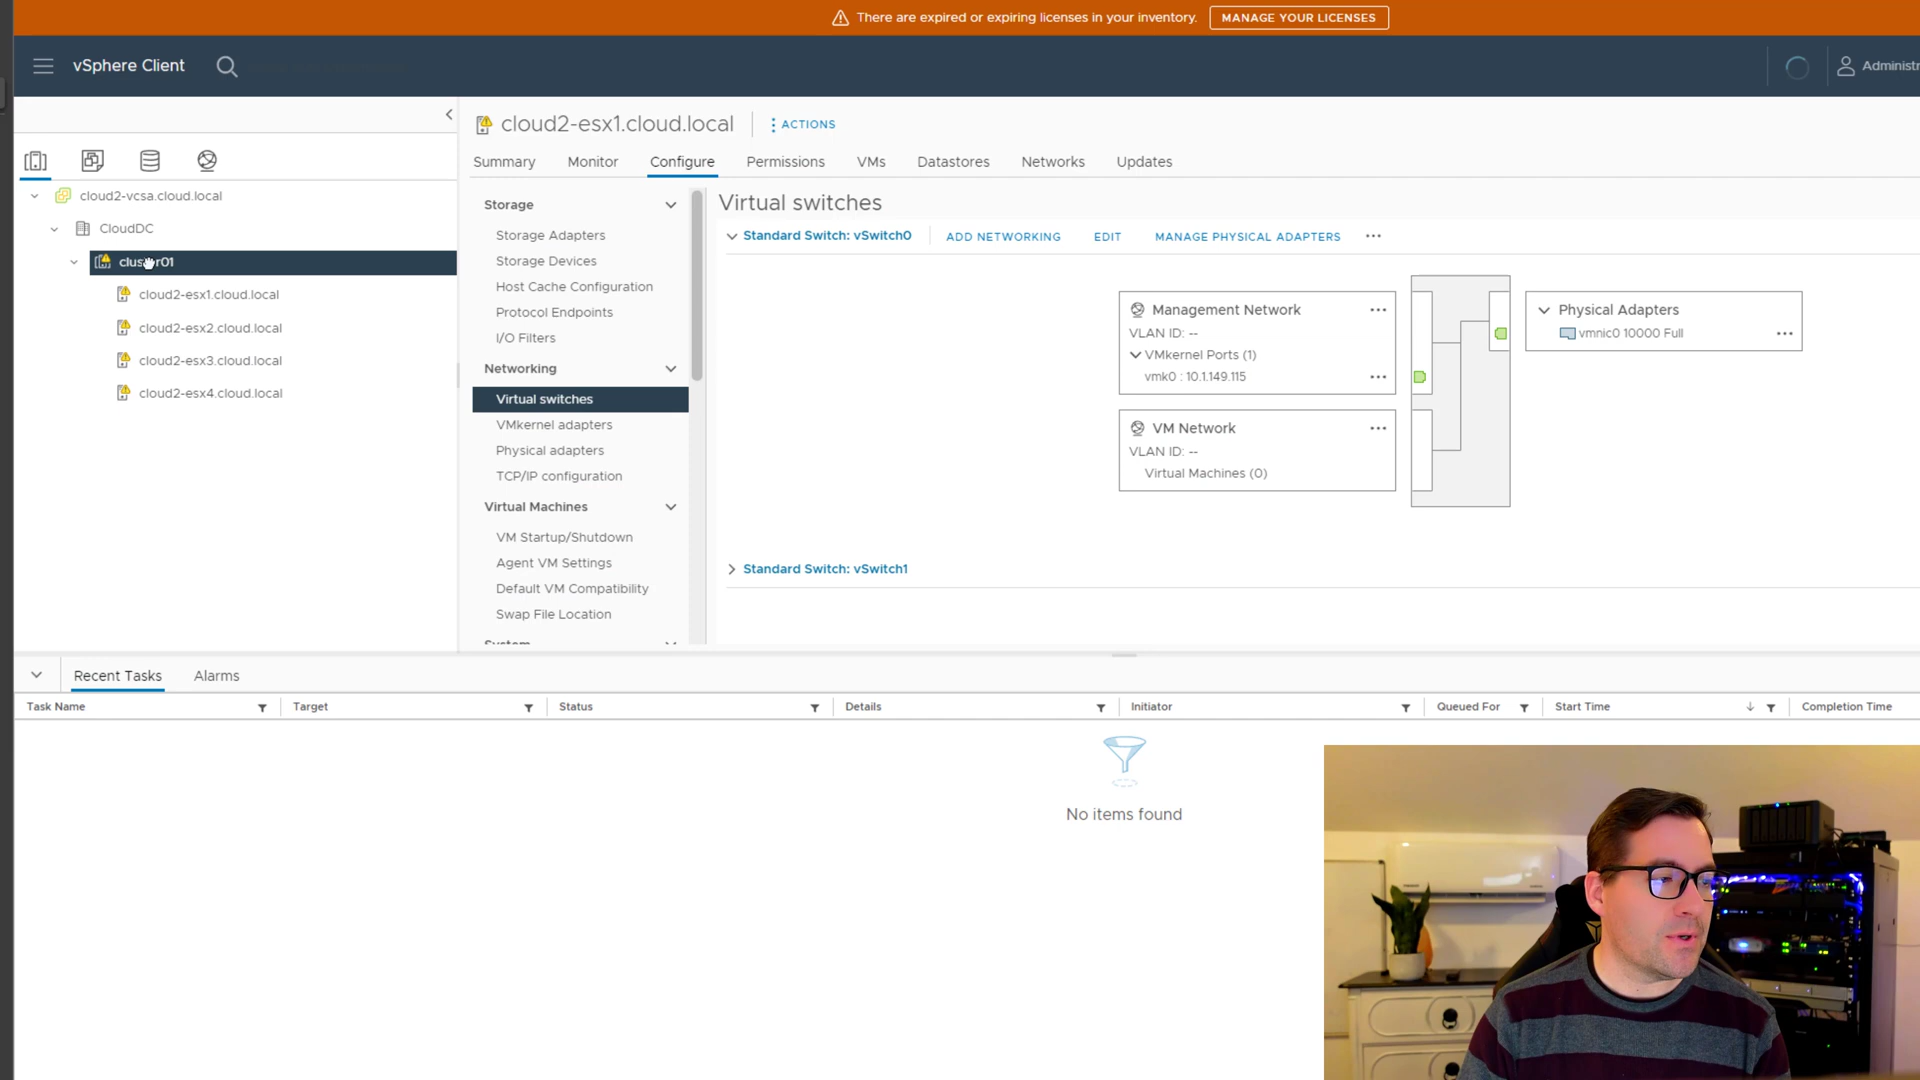 There are expired or expiring licenses in your inventory. MANAGE YOUR LICENSES
vSphere Client
Administr
cloud2-vcsa.cloud.local
CloudDC
cluster01
cloud2-esx1.cloud.local
cloud2-esx2.cloud.local
cloud2-esx3.cloud.local
cloud2-esx4.cloud.local
cloud2-esx1.cloud.local ACTIONS
Summary Monitor Configure Permissions VMs Datastores Networks Updates
Storage
Storage Adapters
Storage Devices
Host Cache Configuration
Protocol Endpoints
I/O Filters
Networking
Virtual switches
VMkernel adapters
Physical adapters
TCP/IP configuration
Virtual Machines
VM Startup/Shutdown
Agent VM Settings
Default VM Compatibility
Swap File Location
System
Virtual switches
Standard Switch: vSwitch0 ADD NETWORKING EDIT MANAGE PHYSICAL ADAPTERS ...
Management Network ...
VLAN ID: --
VMkernel Ports (1)
vmk0 : 10.1.149.115 ...
VM Network ...
VLAN ID: --
Virtual Machines (0)
Physical Adapters
vmnic0 10000 Full ...
Standard Switch: vSwitch1
Recent Tasks Alarms
Task Name Target Status Details Initiator Queued For Start Time Completion Time
No items found